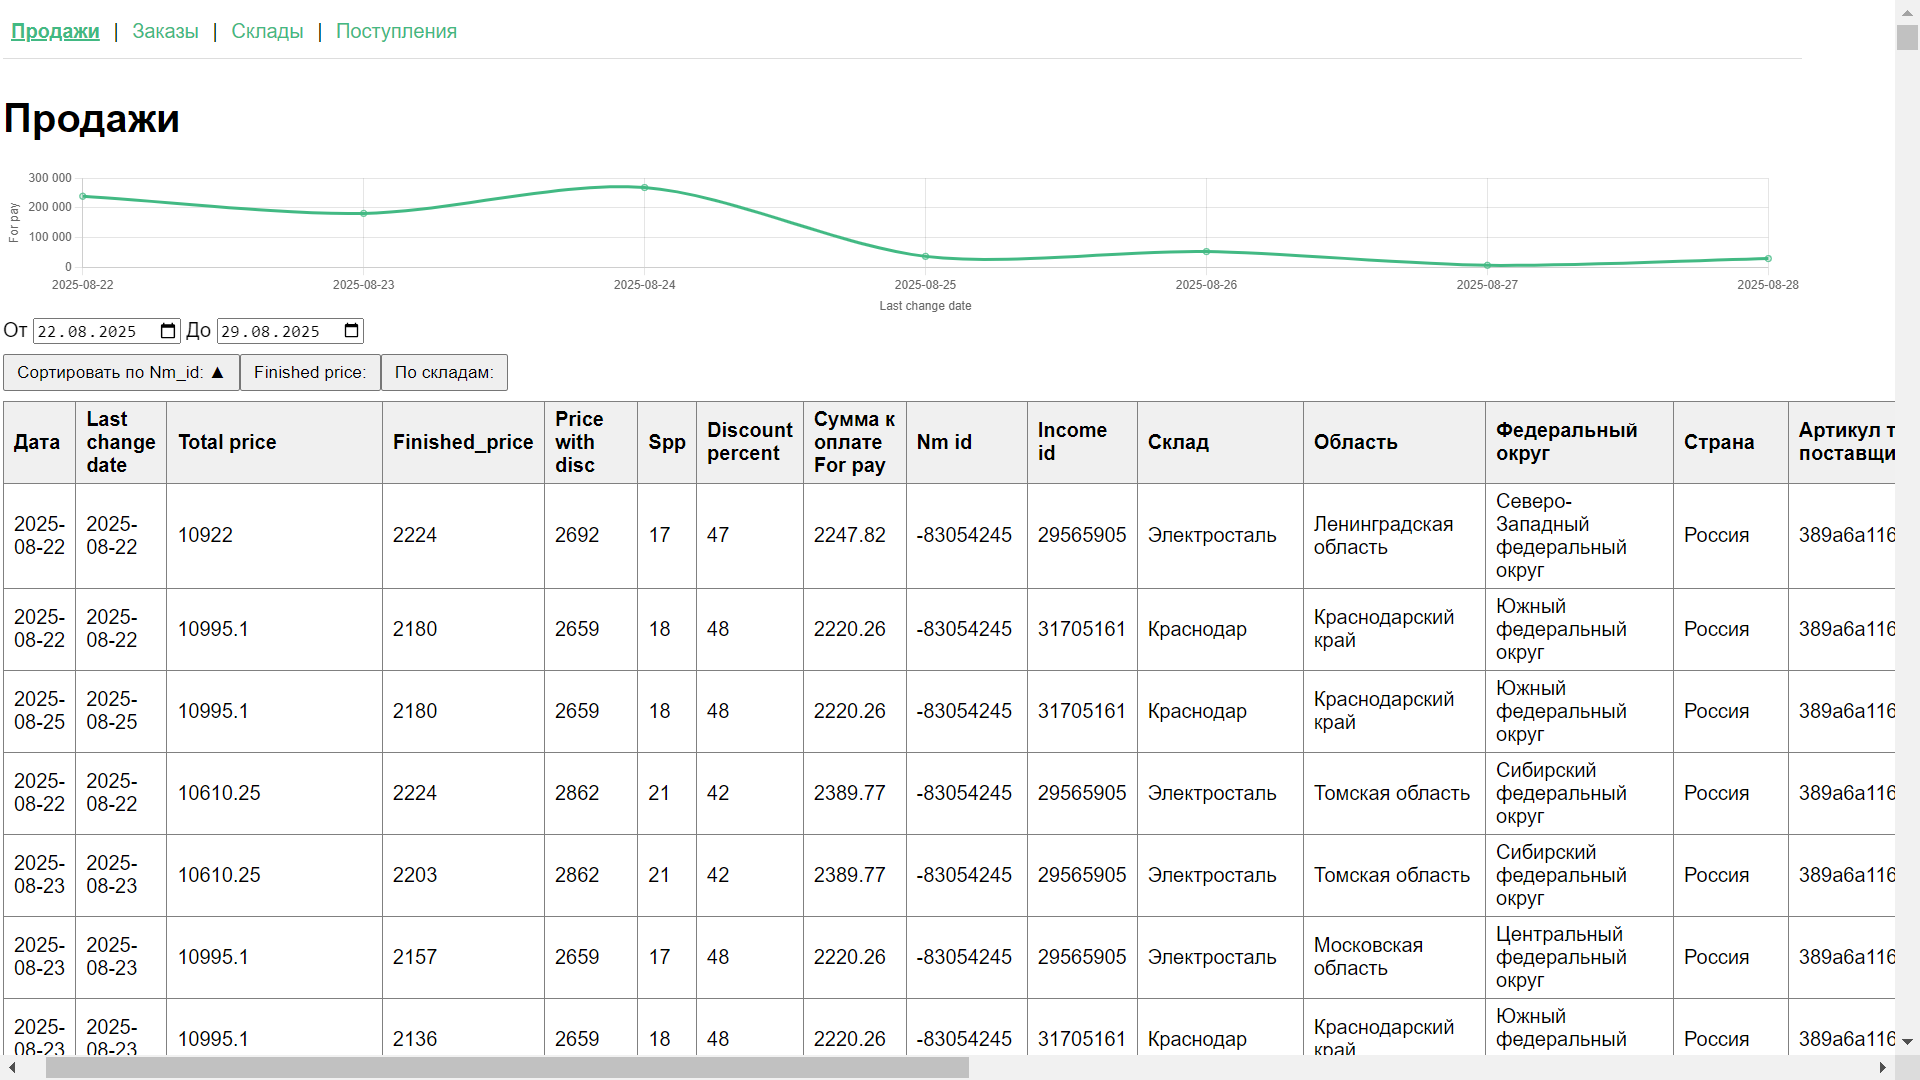 Продажи | Заказы | Склады | Поступления
Продажи
300 000
200 000
100 000
0
For pay
2025-08-22 2025-08-23 2025-08-24 2025-08-25 2025-08-26 2025-08-27 2025-08-28
Last change date
От 22.08.2025 До 29.08.2025
Сортировать по Nm_id: ▲ Finished price: По складам:
Дата Last change date Total price Finished_price Price with disc Spp Discount percent Сумма к оплате For pay Nm id Income id Склад Область Федеральный округ Страна Артикул т поставщи
2025-08-22 2025-08-22 10922 2224 2692 17 47 2247.82 -83054245 29565905 Электросталь Ленинградская область Северо-Западный федеральный округ Россия 389a6a116
2025-08-22 2025-08-22 10995.1 2180 2659 18 48 2220.26 -83054245 31705161 Краснодар Краснодарский край Южный федеральный округ Россия 389a6a116
2025-08-25 2025-08-25 10995.1 2180 2659 18 48 2220.26 -83054245 31705161 Краснодар Краснодарский край Южный федеральный округ Россия 389a6a116
2025-08-22 2025-08-22 10610.25 2224 2862 21 42 2389.77 -83054245 29565905 Электросталь Томская область Сибирский федеральный округ Россия 389a6a116
2025-08-23 2025-08-23 10610.25 2203 2862 21 42 2389.77 -83054245 29565905 Электросталь Томская область Сибирский федеральный округ Россия 389a6a116
2025-08-23 2025-08-23 10995.1 2157 2659 17 48 2220.26 -83054245 29565905 Электросталь Московская область Центральный федеральный округ Россия 389a6a116
2025-08-23 2025-08-23 10995.1 2136 2659 18 48 2220.26 -83054245 31705161 Краснодар Краснодарский край Южный федеральный Россия 389a6a116